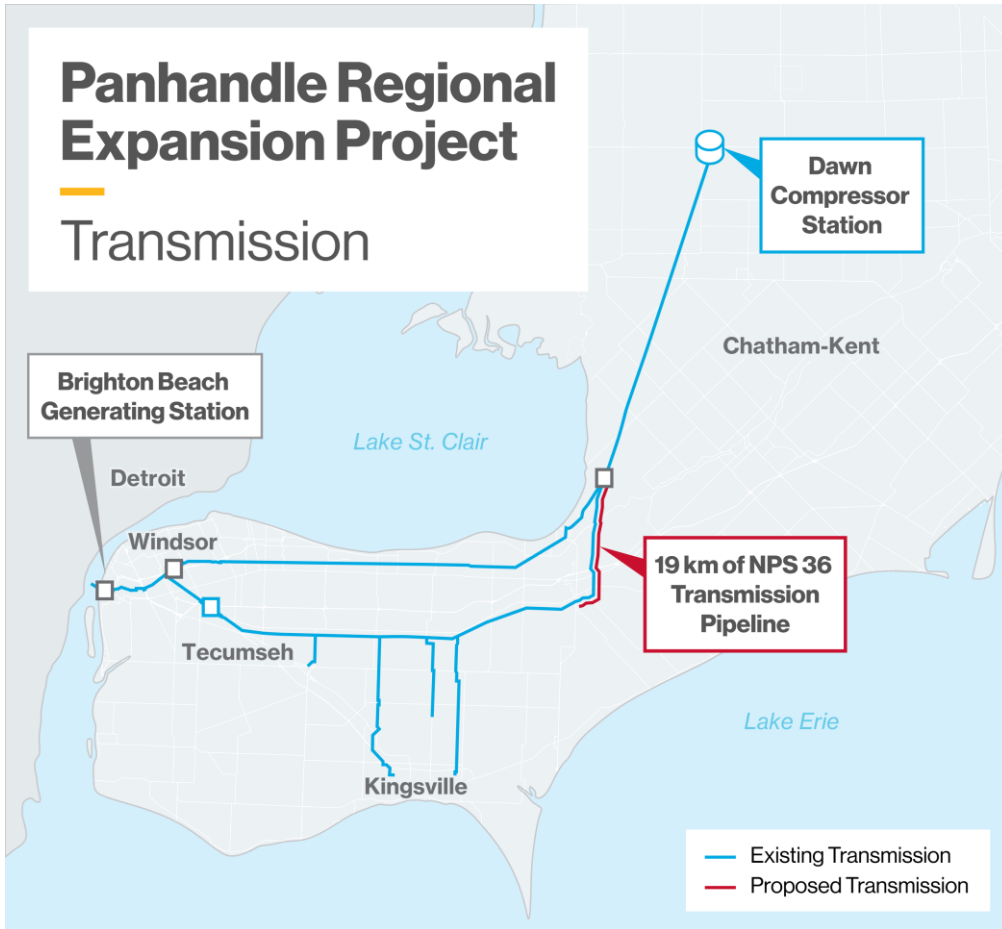 Panhandle Regional
Expansion Project
Transmission
Dawn
Compressor
Station
Chatham-Kent
Brighton Beach
Generating Station
Lake St. Clair
Detroit
Windsor
19 km of NPS 36
Transmission
Pipeline
Tecumseh
Lake Erie
Kingsville
Existing Transmission
Proposed Transmission